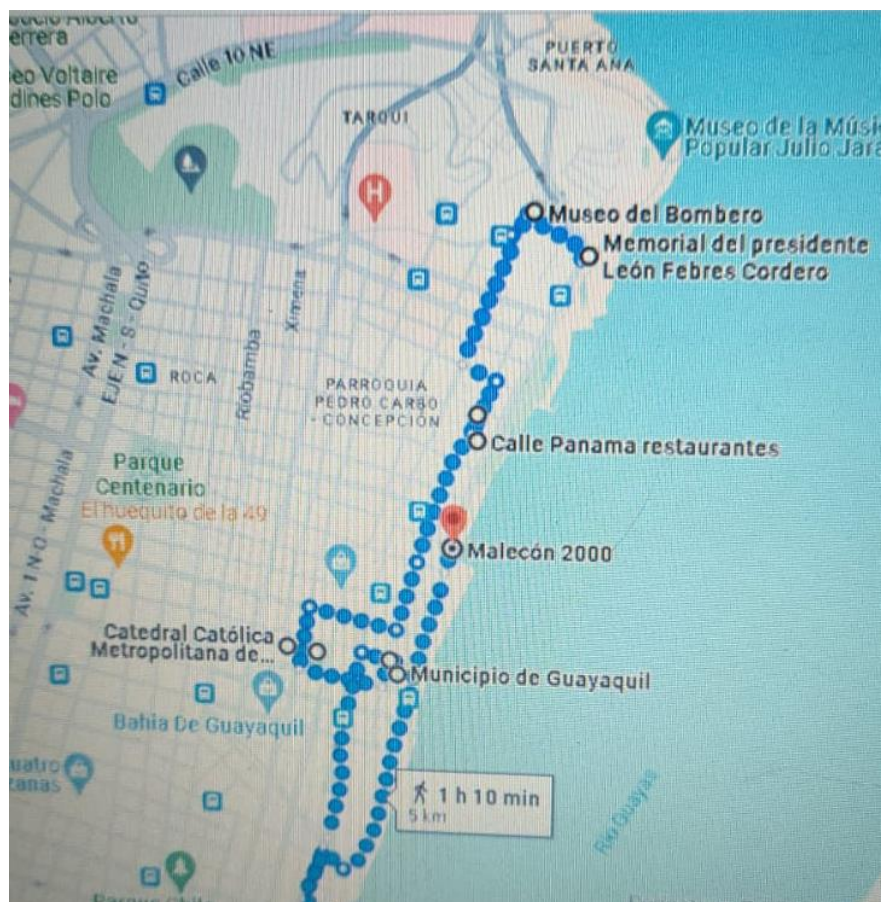 errera
Calle 10 NE
eo Voltaire
dines Polo
PUERTO
SANTA ANA
TARQUI
Museo de la Músi
Popular Julio Jara
H
Museo del Bombero
Memorial del presidente
León Febres Cordero
Av. Machala
EJE N - S - Quito
Ximena
Riobamba
ROCA
PARROQUIA
PEDRO CARBO
- CONCEPCIÓN
Calle Panama restaurantes
Parque
Centenario
El huequito de la 49
Av. 1 N-O - Machala
Malecón 2000
Catedral Católica
Metropolitana de...
Municipio de Guayaquil
Bahia De Guayaquil
uatro
zanas
1 h 10 min
5 km
Río Guayas